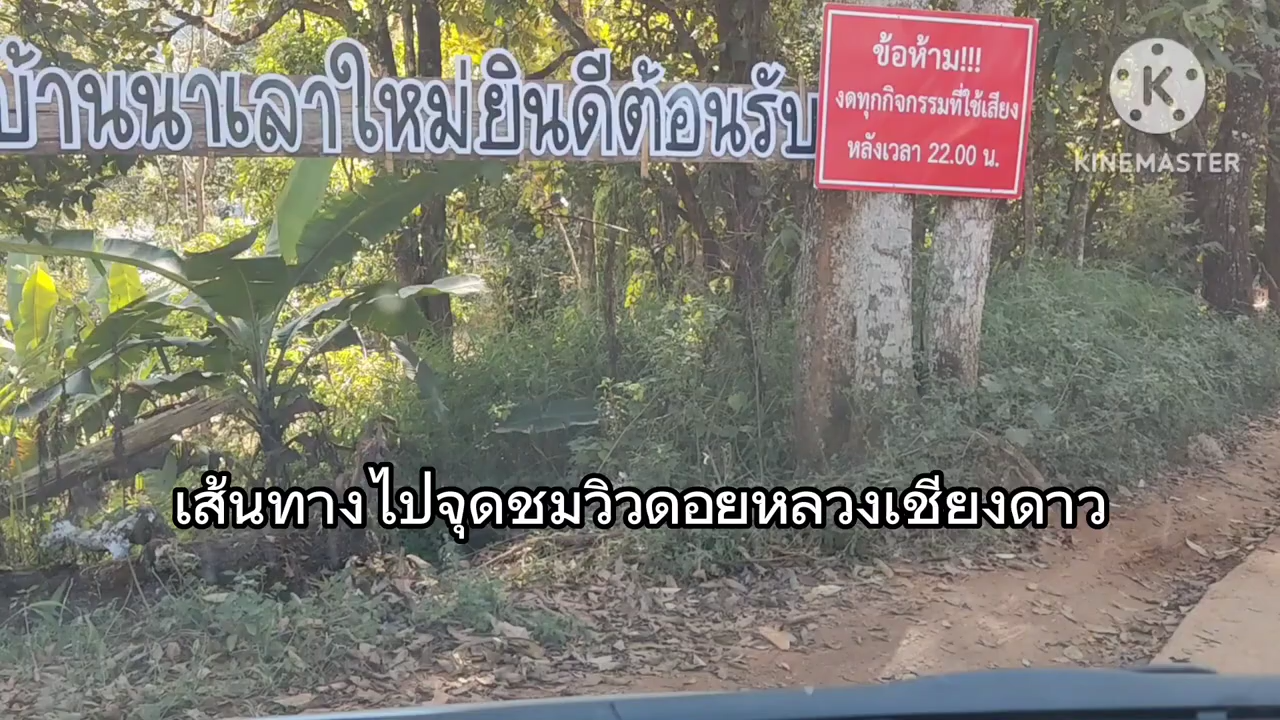 บ้านนาเลาใหม่ยินดีต้อนรับ
ข้อห้าม!!!
งดทุกกิจกรรมที่ใช้เสียง
หลังเวลา 22.00 น.
K
KINEMASTER
เส้นทางไปจุดชมวิวดอยหลวงเชียงดาว